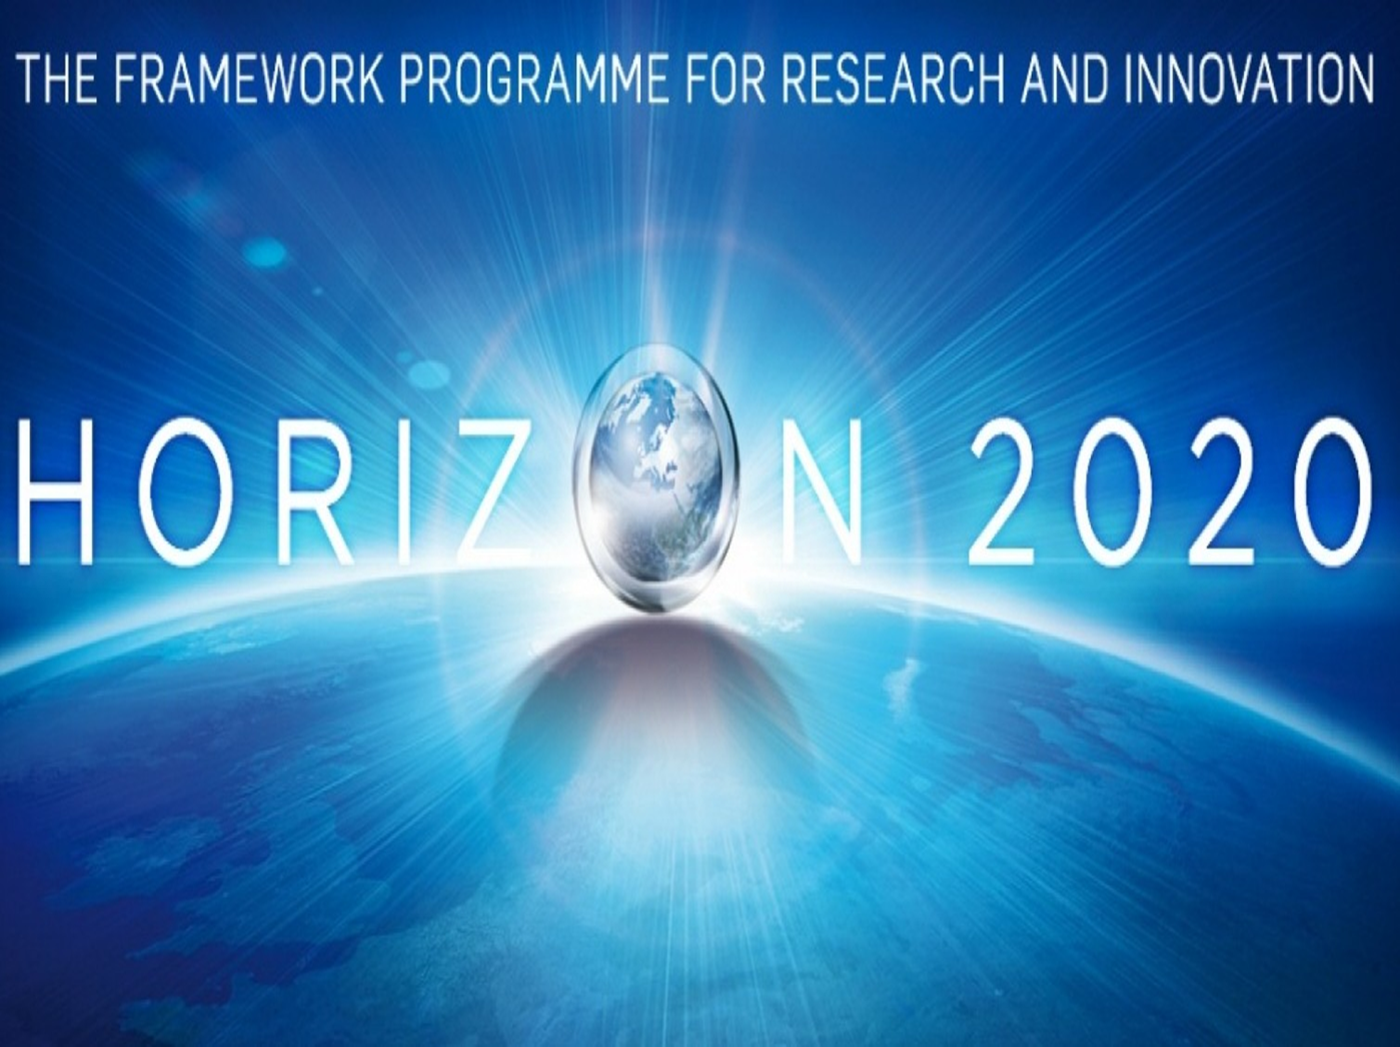 THE FRAMEWORK PROGRAMME FOR RESEARCH AND INNOVATION
HORIZON 2020